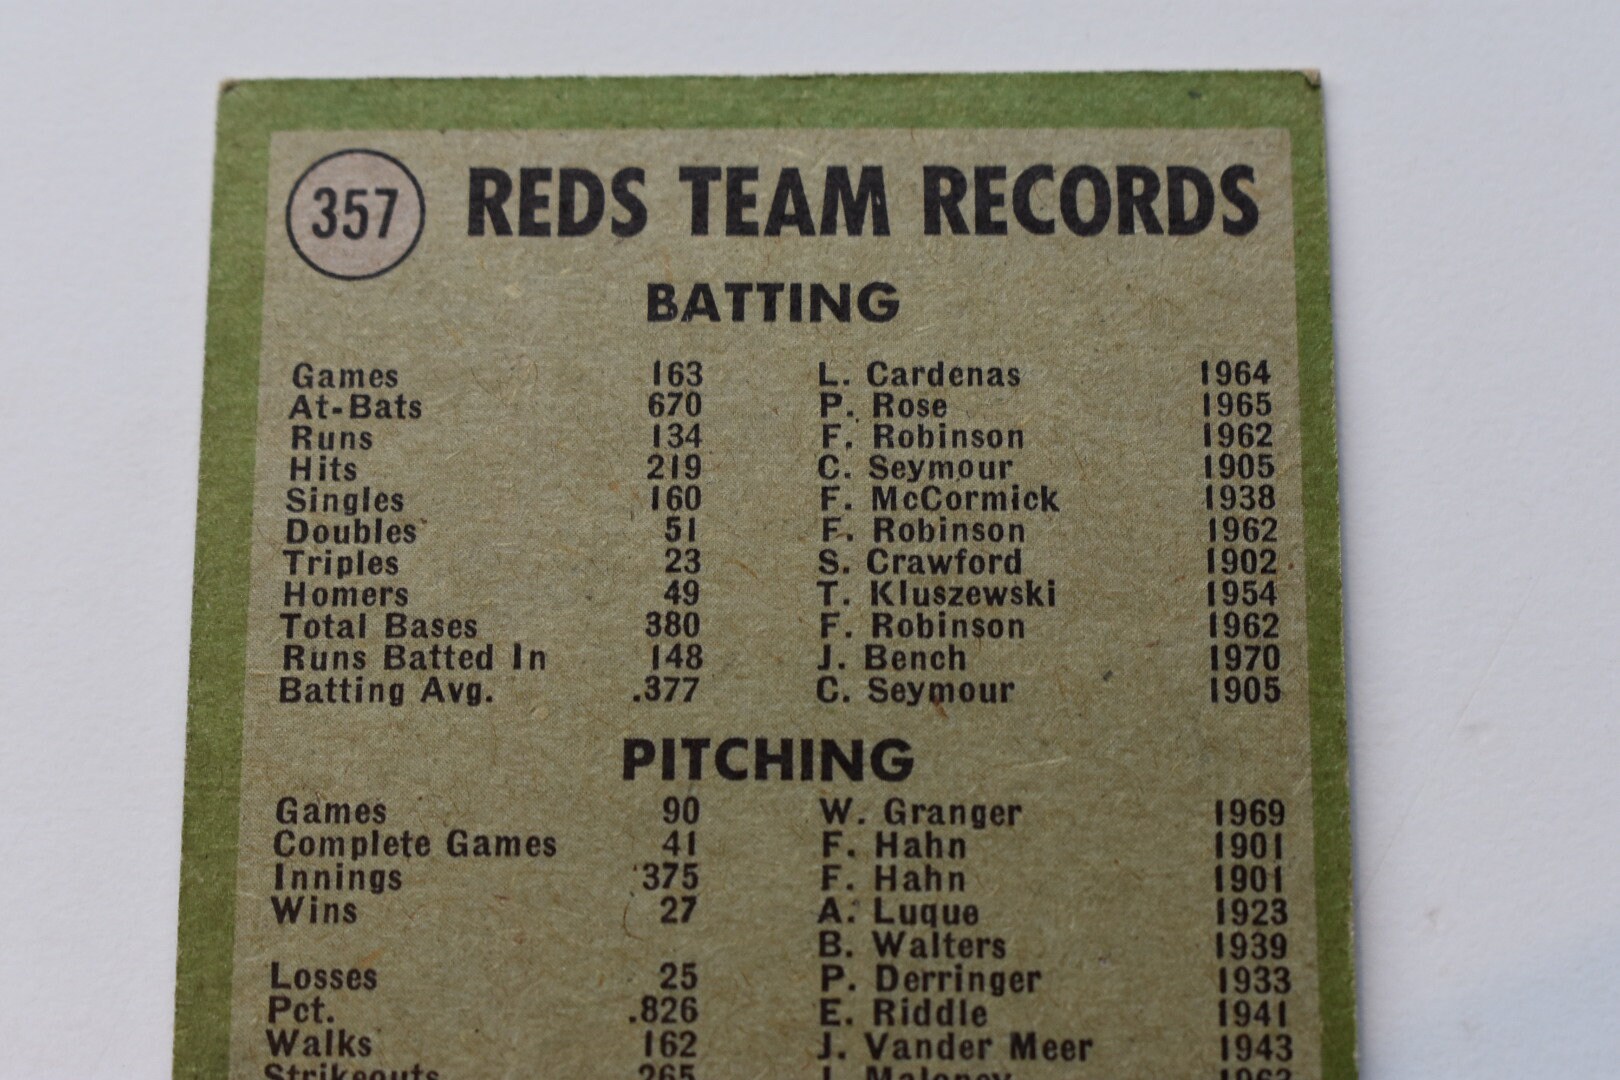 357 REDS TEAM RECORDS
BATTING
Games 163 L. Cardenas 1964
At-Bats 670 P. Rose 1965
Runs 134 F. Robinson 1962
Hits 219 C. Seymour 1905
Singles 160 F. McCormick 1938
Doubles 51 F. Robinson 1962
Triples 23 S. Crawford 1902
Homers 49 T. Kluszewski 1954
Total Bases 380 F. Robinson 1962
Runs Batted In 148 J. Bench 1970
Batting Avg. .377 C. Seymour 1905
PITCHING
Games 90 W. Granger 1969
Complete Games 41 F. Hahn 1901
Innings 375 F. Hahn 1901
Wins 27 A. Luque 1923
B. Walters 1939
Losses 25 P. Derringer 1933
Pct. .826 E. Riddle 1941
Walks 162 J. Vander Meer 1943
Strikeouts 265 J. Maloney 1963